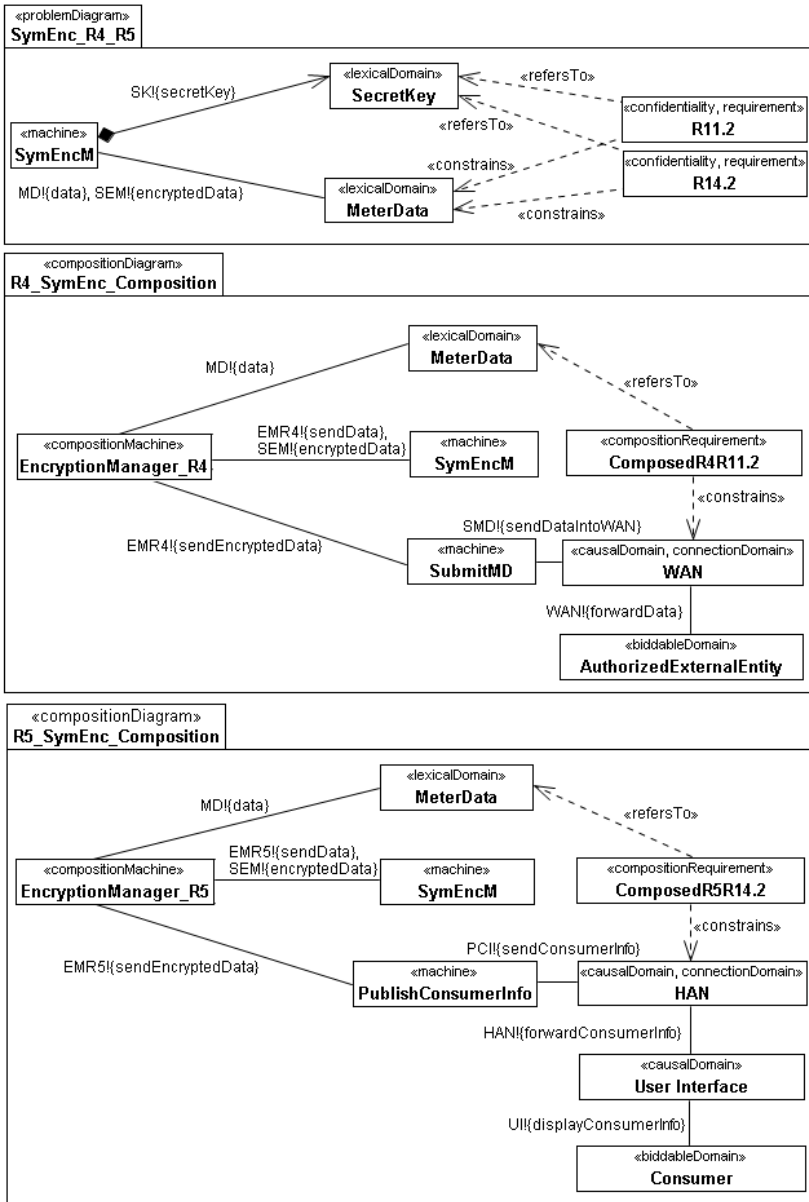 «problemDiagram»
SymEnc_R4_R5
«lexicalDomain»
SecretKey
SK!{secretKey}
«refersTo»
«confidentiality, requirement»
R11.2
«machine»
SymEncM
«refersTo»
«confidentiality, requirement»
R14.2
«constrains»
MD!{data}, SEM!{encryptedData}
«lexicalDomain»
MeterData
«constrains»
«compositionDiagram»
R4_SymEnc_Composition
«lexicalDomain»
MeterData
MD!{data}
«refersTo»
«compositionMachine»
EncryptionManager_R4
EMR4!{sendData},
SEM!{encryptedData}
«machine»
SymEncM
«compositionRequirement»
ComposedR4R11.2
«constrains»
EMR4!{sendEncryptedData}
SMD!{sendDataIntoWAN}
«machine»
SubmitMD
«causalDomain, connectionDomain»
WAN
WAN!{forwardData}
«biddableDomain»
AuthorizedExternalEntity
«compositionDiagram»
R5_SymEnc_Composition
«lexicalDomain»
MeterData
MD!{data}
«refersTo»
«compositionMachine»
EncryptionManager_R5
EMR5!{sendData},
SEM!{encryptedData}
«machine»
SymEncM
«compositionRequirement»
ComposedR5R14.2
«constrains»
EMR5!{sendEncryptedData}
PCI!{sendConsumerInfo}
«machine»
PublishConsumerInfo
«causalDomain, connectionDomain»
HAN
HAN!{forwardConsumerInfo}
«causalDomain»
User Interface
UI!{displayConsumerInfo}
«biddableDomain»
Consumer